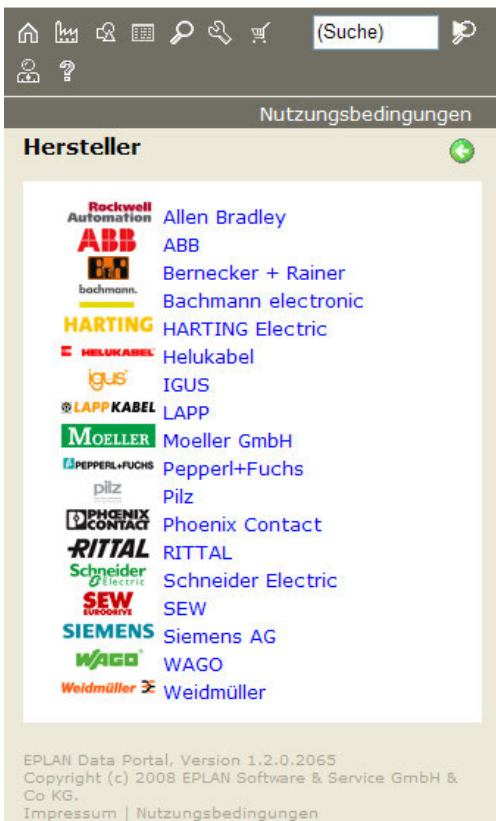 (Suche)
?
Nutzungsbedingungen
Hersteller
Rockwell
Automation Allen Bradley
ABB ABB
B&R Bernecker + Rainer
bachmann. Bachmann electronic
HARTING HARTING Electric
HELUKABEL Helukabel
igus IGUS
LAPP KABEL LAPP
MOELLER Moeller GmbH
PEPPERL+FUCHS Pepperl+Fuchs
pilz Pilz
PHŒNIX
CONTACT Phoenix Contact
RITTAL RITTAL
Schneider
Electric Schneider Electric
SEW
EURODRIVE SEW
SIEMENS Siemens AG
WAGO WAGO
Weidmüller Weidmüller
EPLAN Data Portal, Version 1.2.0.2065
Copyright (c) 2008 EPLAN Software & Service GmbH &
Co KG.
Impressum | Nutzungsbedingungen